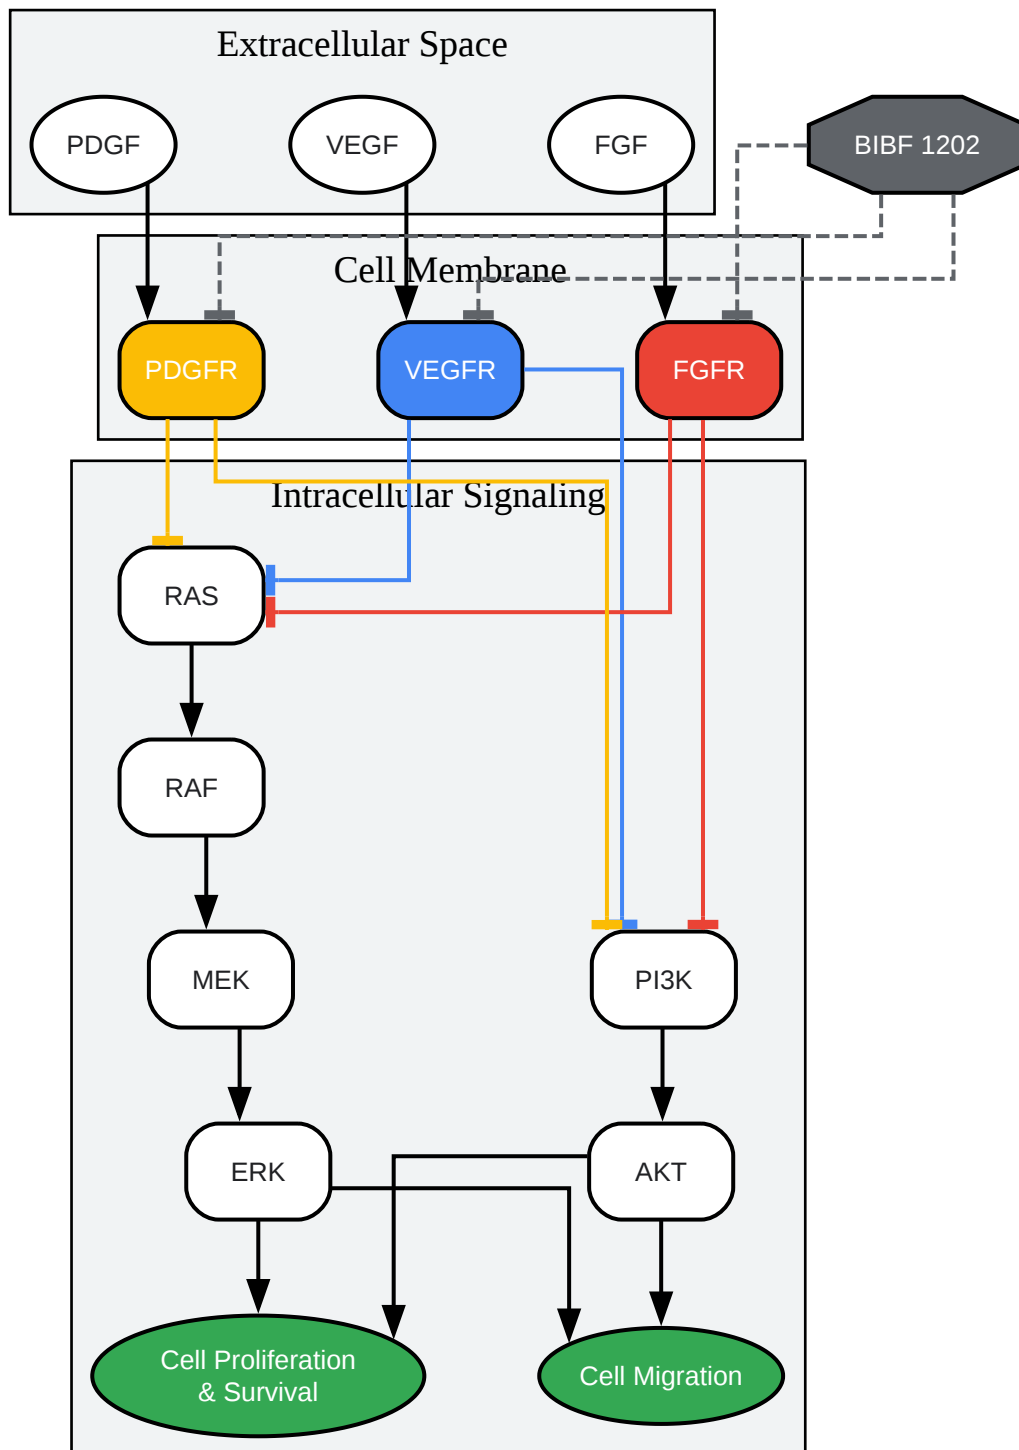 Extracellular Space
PDGF
VEGF
FGF
BIBF 1202
Cell Membrane
PDGFR
VEGFR
FGFR
Intracellular Signaling
RAS
RAF
MEK
PI3K
ERK
AKT
Cell Proliferation
& Survival
Cell Migration